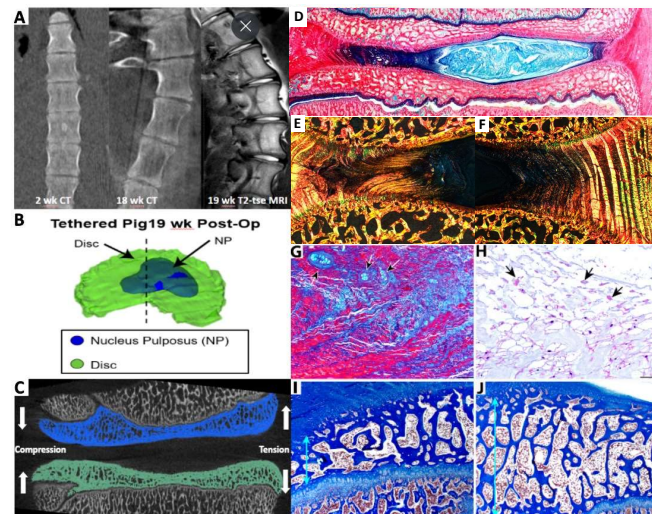 A
2 wk CT
18 wk CT
19 wk T2-tse MRI
B
Tethered Pig19 wk Post-Op
Disc
NP
Nucleus Pulposus (NP)
Disc
C
Compression
Tension
D
E
F
G
H
I
J